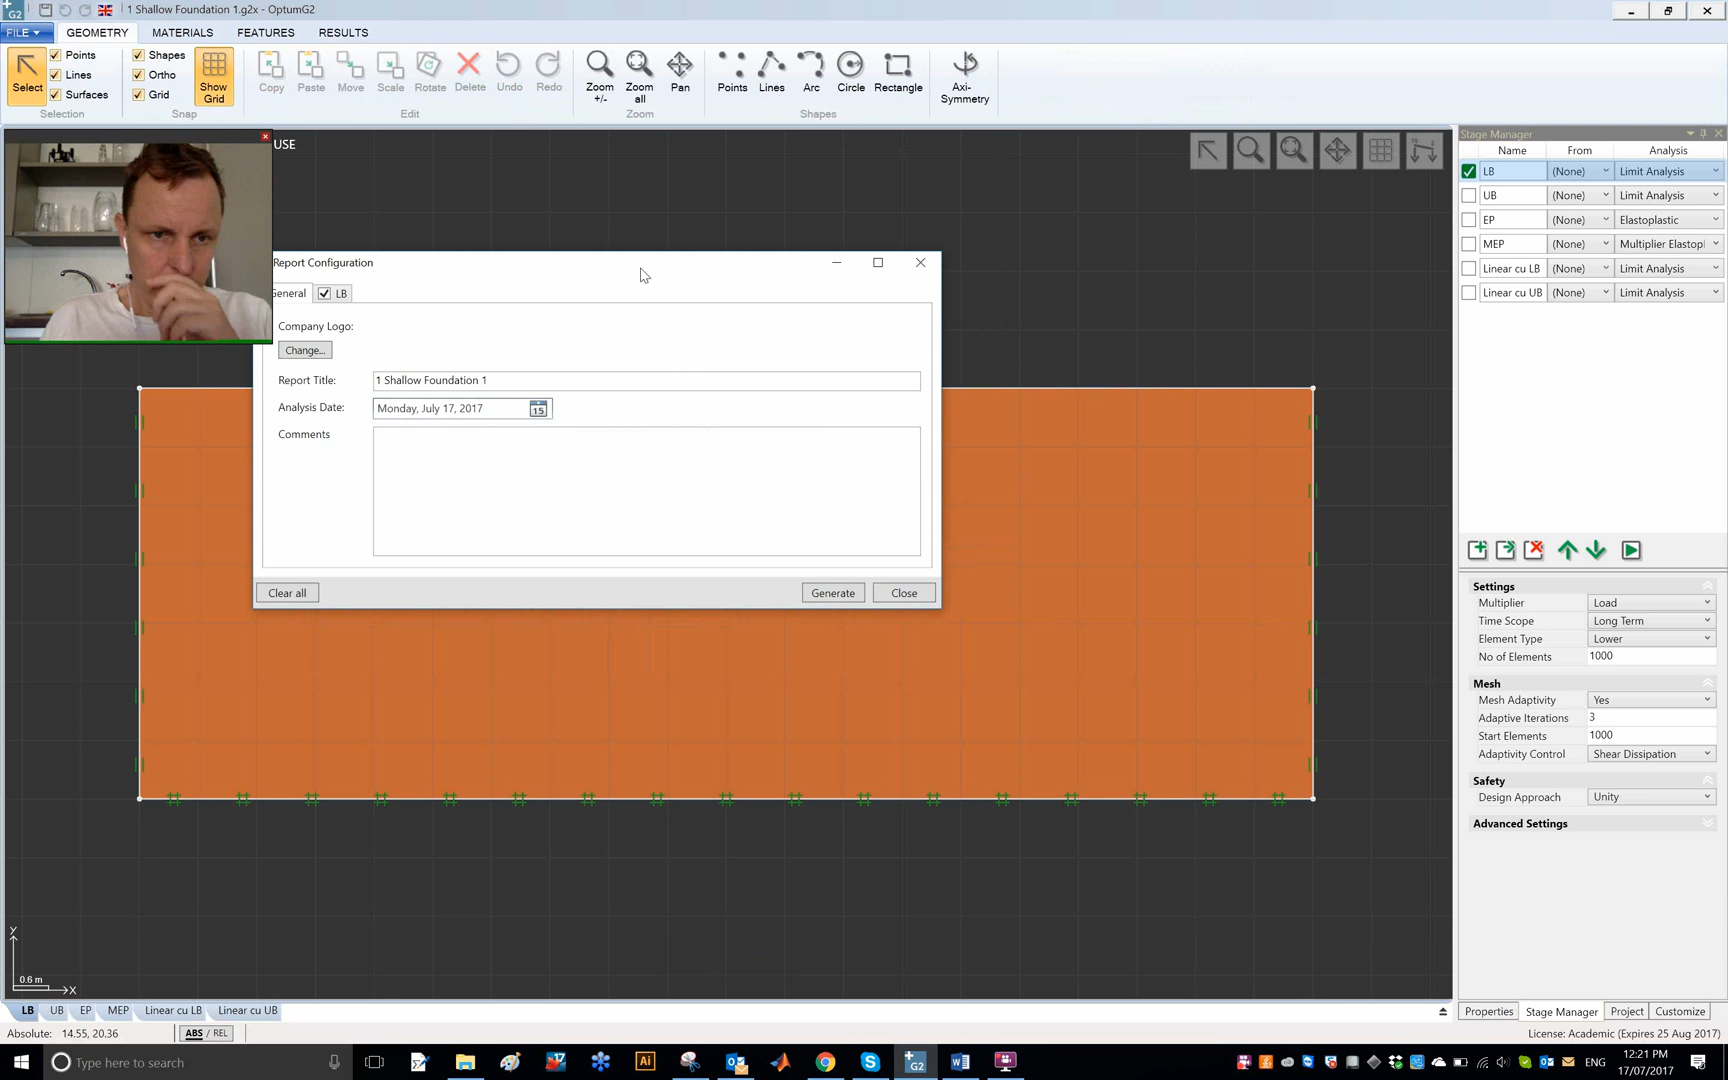 G2
1 Shallow Foundation 1.g2x - OptumG2
FILE
GEOMETRY
MATERIALS
FEATURES
RESULTS
Select
Points
Lines
Surfaces
Selection
Shapes
Ortho
Grid
Snap
Show Grid
Copy
Paste
Move
Scale
Rotate
Delete
Undo
Redo
Edit
Zoom +/-
Zoom all
Pan
Zoom
Points
Lines
Arc
Circle
Rectangle
Shapes
Axi-Symmetry
USE
Report Configuration
General
LB
Company Logo:
Change...
Report Title:
1 Shallow Foundation 1
Analysis Date:
Monday, July 17, 2017
15
Comments
Clear all
Generate
Close
Stage Manager
Name From Analysis
LB (None) Limit Analysis
UB (None) Limit Analysis
EP (None) Elastoplastic
MEP (None) Multiplier Elastopl
Linear cu LB (None) Limit Analysis
Linear cu UB (None) Limit Analysis
Settings
Multiplier Load
Time Scope Long Term
Element Type Lower
No of Elements 1000
Mesh
Mesh Adaptivity Yes
Adaptive Iterations 3
Start Elements 1000
Adaptivity Control Shear Dissipation
Safety
Design Approach Unity
Advanced Settings
Y
0.6 m
X
LB UB EP MEP Linear cu LB Linear cu UB
Properties Stage Manager Project Customize
Absolute: 14.55, 20.36
ABS / REL
License: Academic (Expires 25 Aug 2017)
Type here to search
Ai
G2
ENG
12:21 PM
17/07/2017